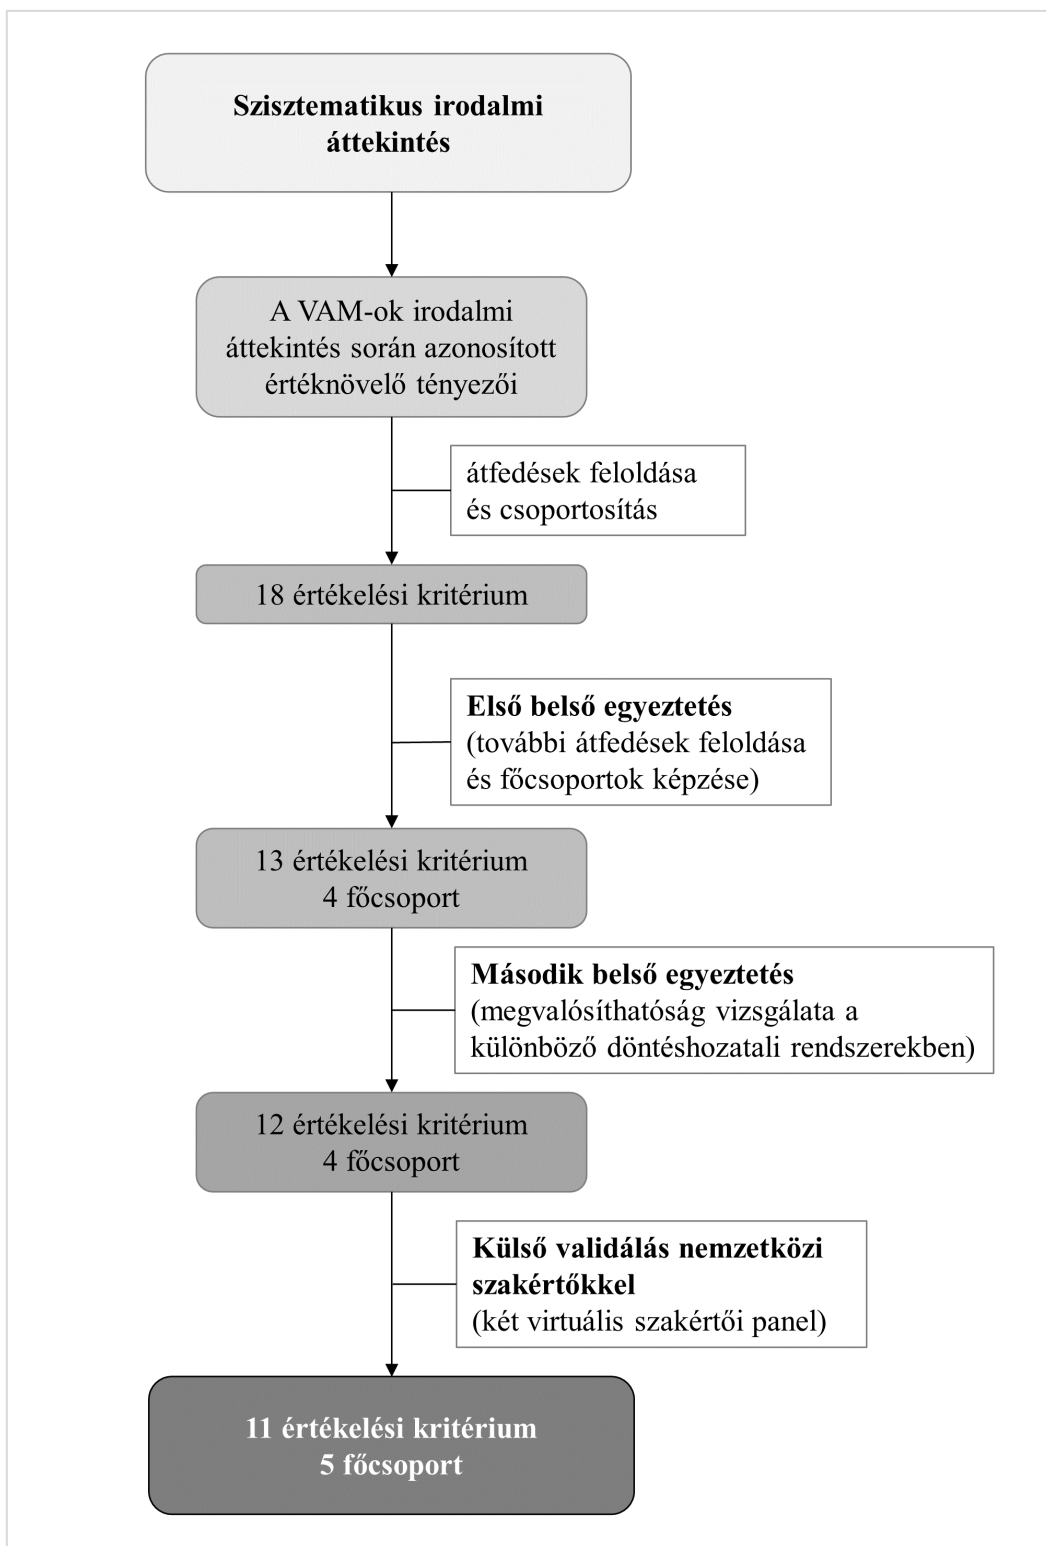 Szisztematikus irodalmi
áttekintés
A VAM-ok irodalmi
áttekintés során azonosított
értéknövelő tényezői
átfedések feloldása
és csoportosítás
18 értékelési kritérium
Első belső egyeztetés
(további átfedések feloldása
és főcsoportok képzése)
13 értékelési kritérium
4 főcsoport
Második belső egyeztetés
(megvalósíthatóság vizsgálata a
különböző döntéshozatali rendszerekben)
12 értékelési kritérium
4 főcsoport
Külső validálás nemzetközi
szakértőkkel
(két virtuális szakértői panel)
11 értékelési kritérium
5 főcsoport